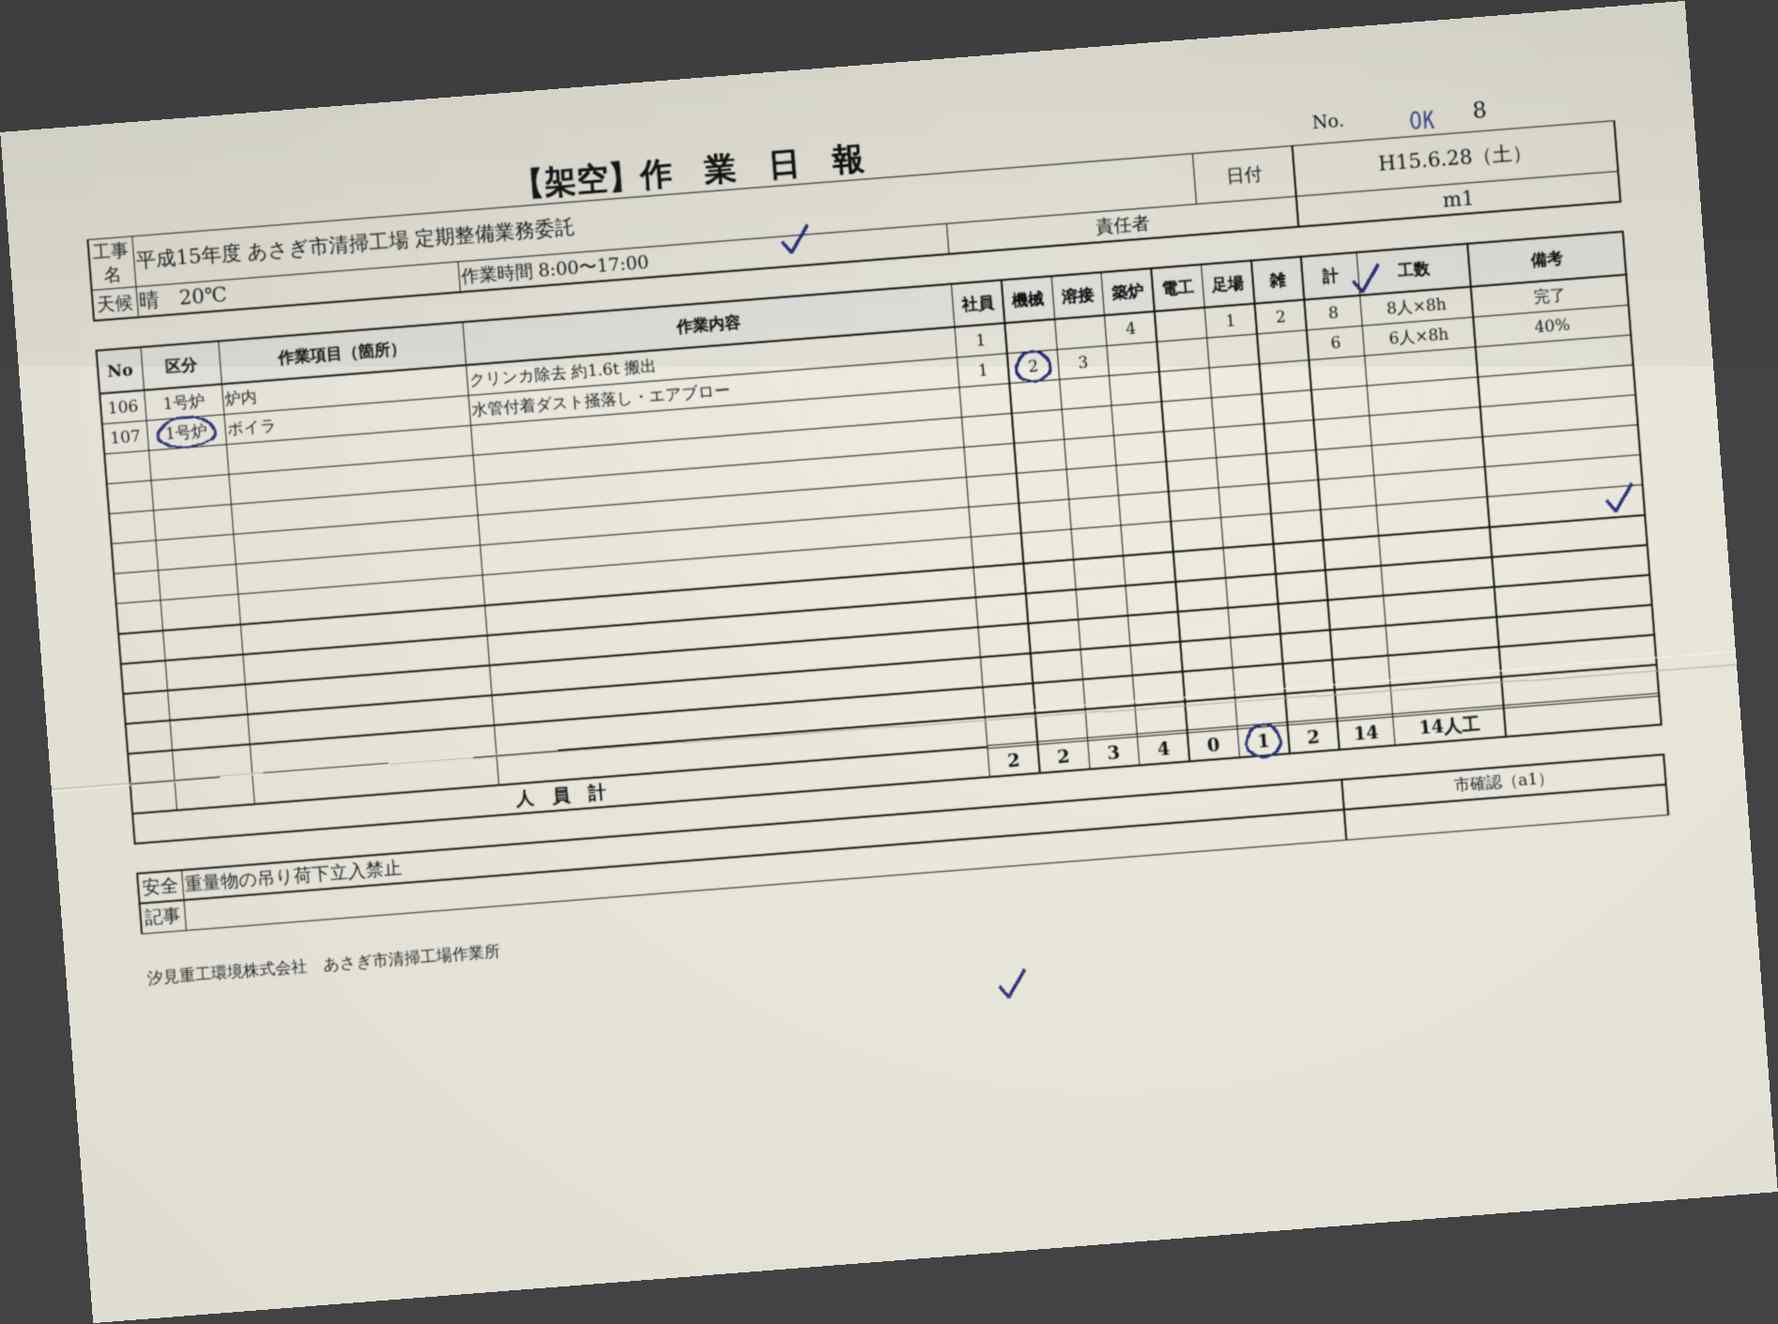 No. OK 8
【架空】作 業 日 報
工事名 平成15年度 あさぎ市清掃工場 定期整備業務委託 日付 H15.6.28（土）
天候 晴 20℃ 作業時間 8:00〜17:00 責任者 m1
No 区分 作業項目（箇所） 作業内容 社員 機械 溶接 築炉 電工 足場 雑 計 工数 備考
106 1号炉 炉内 クリンカ除去 約1.6t 搬出 1 4 1 2 8 8人×8h 完了
107 1号炉 ボイラ 水管付着ダスト掻落し・エアブロー 1 2 3 6 6人×8h 40%
人 員 計 2 2 3 4 0 1 2 14 14人工
安全 重量物の吊り荷下立入禁止 市確認（a1）
記事
汐見重工環境株式会社 あさぎ市清掃工場作業所